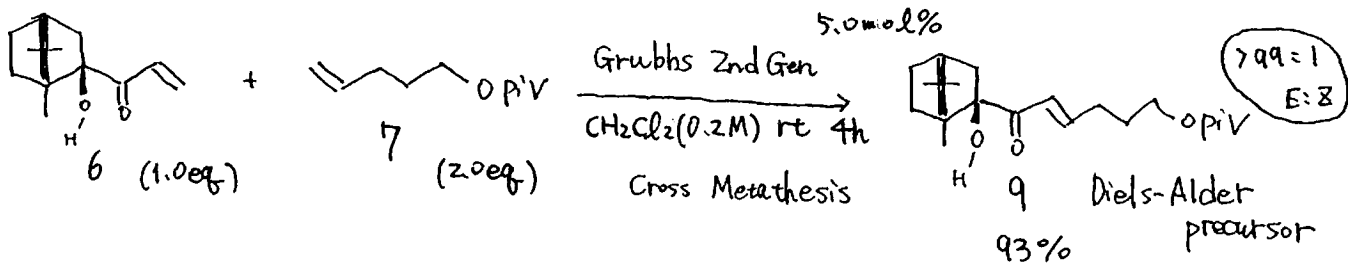 5.0mol%
Grubbs 2nd Gen
>99=1
E:Z
+
OpiV
OpiV
CH2Cl2(0.2M) rt 4h
O
O
H
O
O
H
6 (1.0eq)
7
(2.0eq)
Cross Metathesis
9
Diels-Alder
precursor
93%